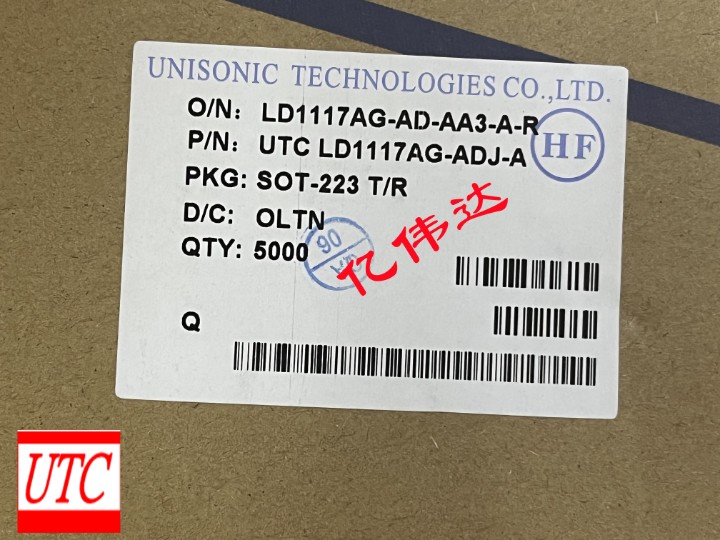 UNISONIC TECHNOLOGIES CO.,LTD.
O/N: LD1117AG-AD-AA3-A-R
P/N: UTC LD1117AG-ADJ-A
HF
PKG: SOT-223 T/R
D/C: OLTN
QTY: 5000
90
QA
亿伟达
Q
UTC